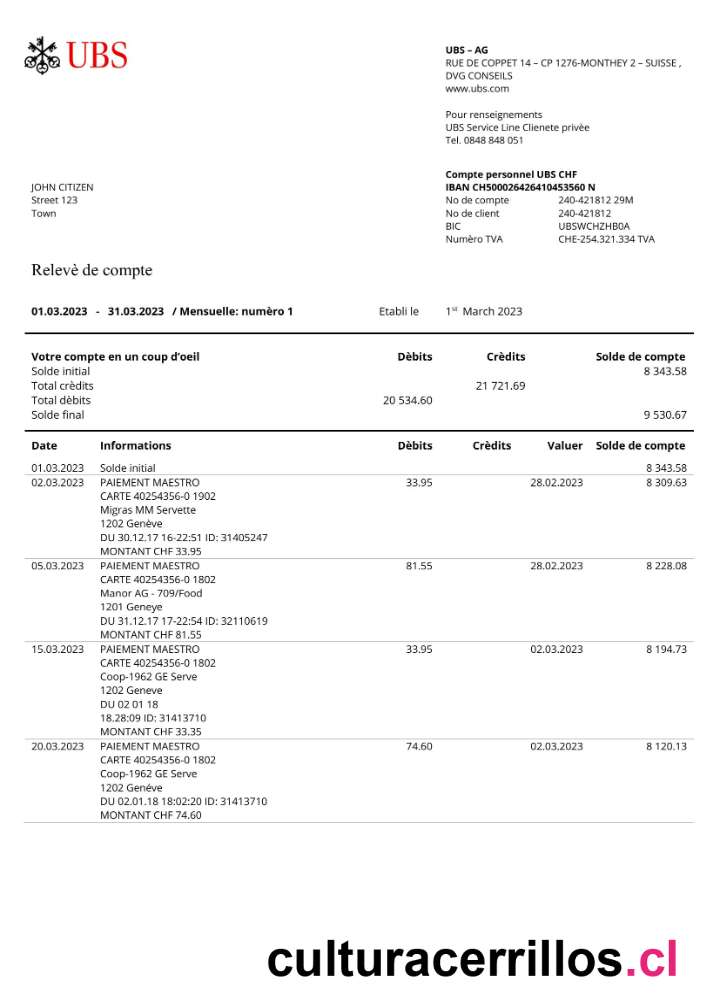 UBS
UBS – AG
RUE DE COPPET 14 – CP 1276-MONTHEY 2 – SUISSE ,
DVG CONSEILS
www.ubs.com
Pour renseignements
UBS Service Line Clienete privèe
Tel. 0848 848 051
Compte personnel UBS CHF
IBAN CH500026426410453560 N
No de compte 240-421812 29M
No de client 240-421812
BIC UBSWCHZHB0A
Numèro TVA CHE-254.321.334 TVA
JOHN CITIZEN
Street 123
Town
Relevè de compte
01.03.2023 - 31.03.2023 / Mensuelle: numèro 1 Etabli le 1st March 2023
Votre compte en un coup d'oeil Dèbits Crèdits Solde de compte
Solde initial 8 343.58
Total crèdits 21 721.69
Total dèbits 20 534.60
Solde final 9 530.67
Date Informations Dèbits Crèdits Valuer Solde de compte
01.03.2023 Solde initial 8 343.58
02.03.2023 PAIEMENT MAESTRO 33.95 28.02.2023 8 309.63
CARTE 40254356-0 1902
Migras MM Servette
1202 Genève
DU 30.12.17 16-22:51 ID: 31405247
MONTANT CHF 33.95
05.03.2023 PAIEMENT MAESTRO 81.55 28.02.2023 8 228.08
CARTE 40254356-0 1802
Manor AG - 709/Food
1201 Geneye
DU 31.12.17 17-22:54 ID: 32110619
MONTANT CHF 81.55
15.03.2023 PAIEMENT MAESTRO 33.95 02.03.2023 8 194.73
CARTE 40254356-0 1802
Coop-1962 GE Serve
1202 Geneve
DU 02 01 18
18.28:09 ID: 31413710
MONTANT CHF 33.35
20.03.2023 PAIEMENT MAESTRO 74.60 02.03.2023 8 120.13
CARTE 40254356-0 1802
Coop-1962 GE Serve
1202 Genéve
DU 02.01.18 18:02:20 ID: 31413710
MONTANT CHF 74.60
culturacerrillos.cl